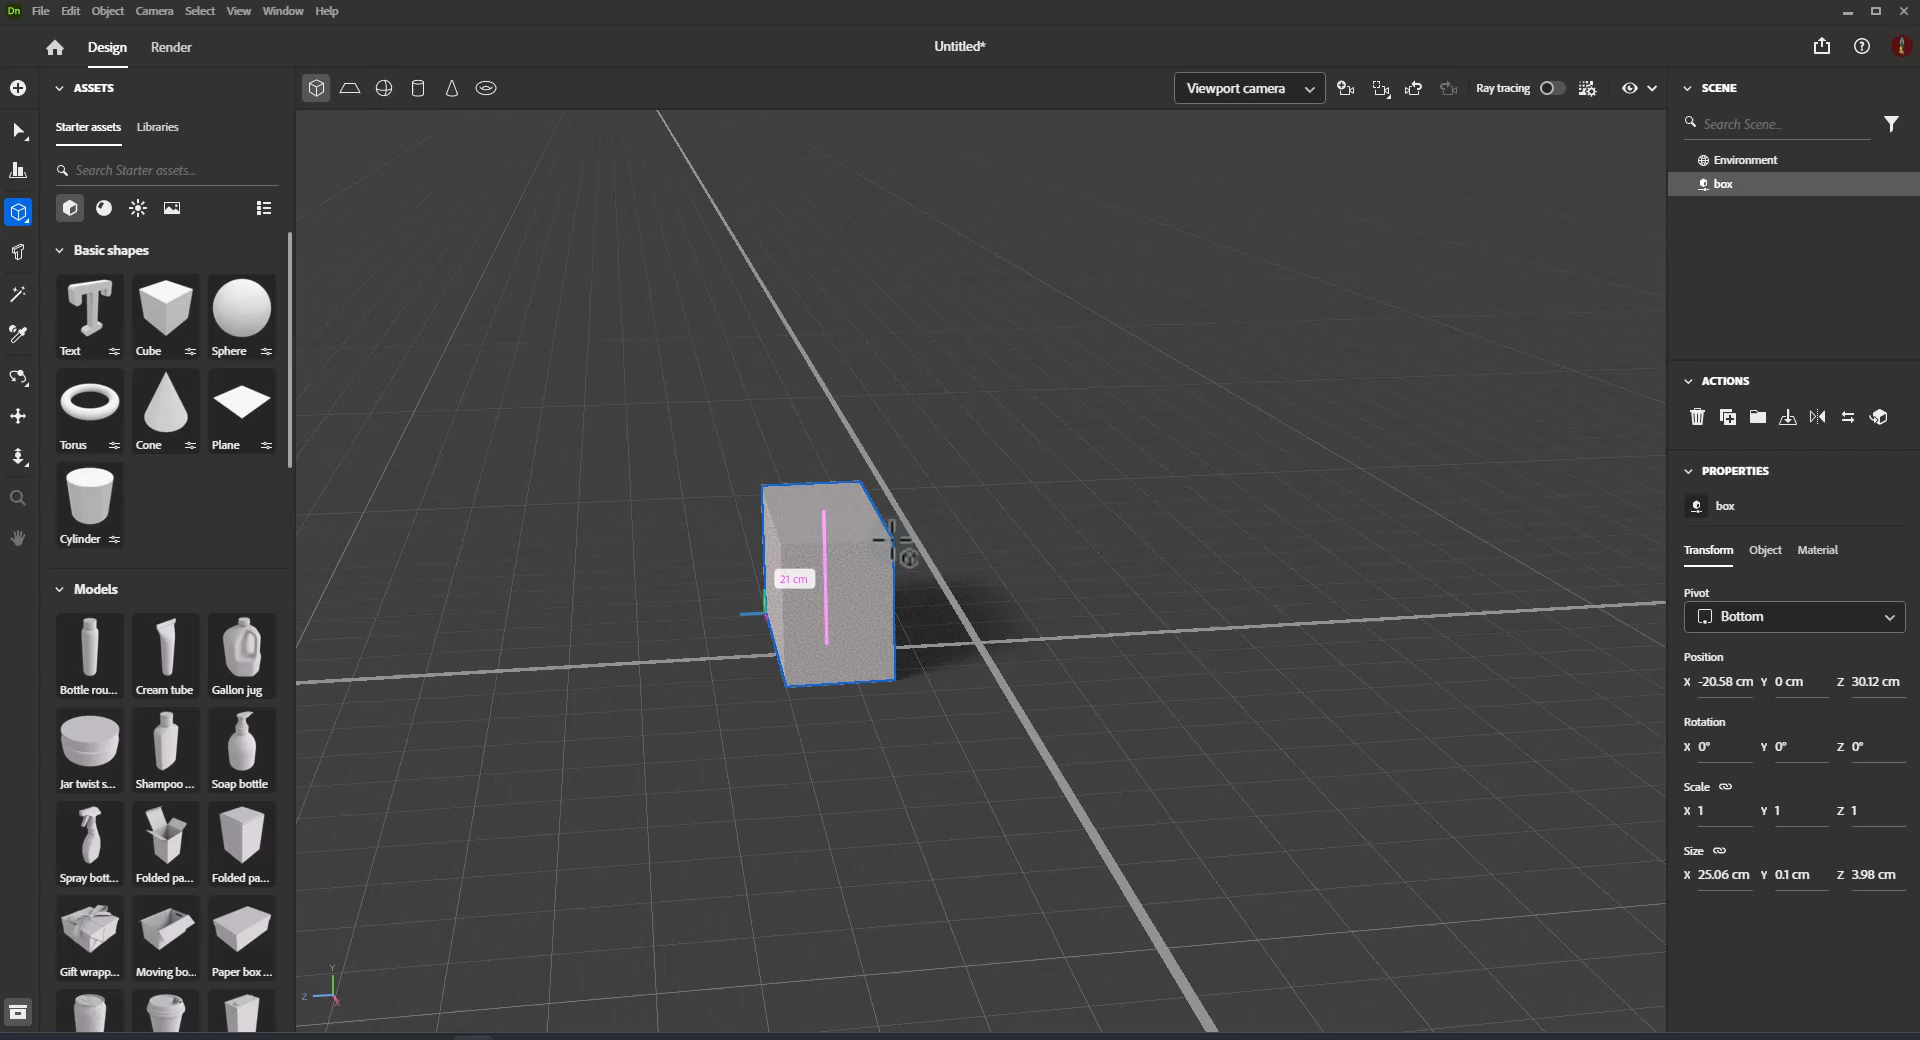 Dn File Edit Object Camera Select View Window Help
Design Render Untitled*
ASSETS
Starter assets Libraries
Search Starter assets...
Basic shapes
Text Cube Sphere
Torus Cone Plane
Cylinder
Models
Bottle rou... Cream tube Gallon jug
Jar twist s... Shampoo ... Soap bottle
Spray bott... Folded pa... Folded pa...
Gift wrapp... Moving bo... Paper box ...
Viewport camera Ray tracing
21 cm
Y
Z X
SCENE
Search Scene...
Environment
box
ACTIONS
PROPERTIES
box
Transform Object Material
Pivot
Bottom
Position
X -20.58 cm Y 0 cm Z 30.12 cm
Rotation
X 0° Y 0° Z 0°
Scale
X 1 Y 1 Z 1
Size
X 25.06 cm Y 0.1 cm Z 3.98 cm